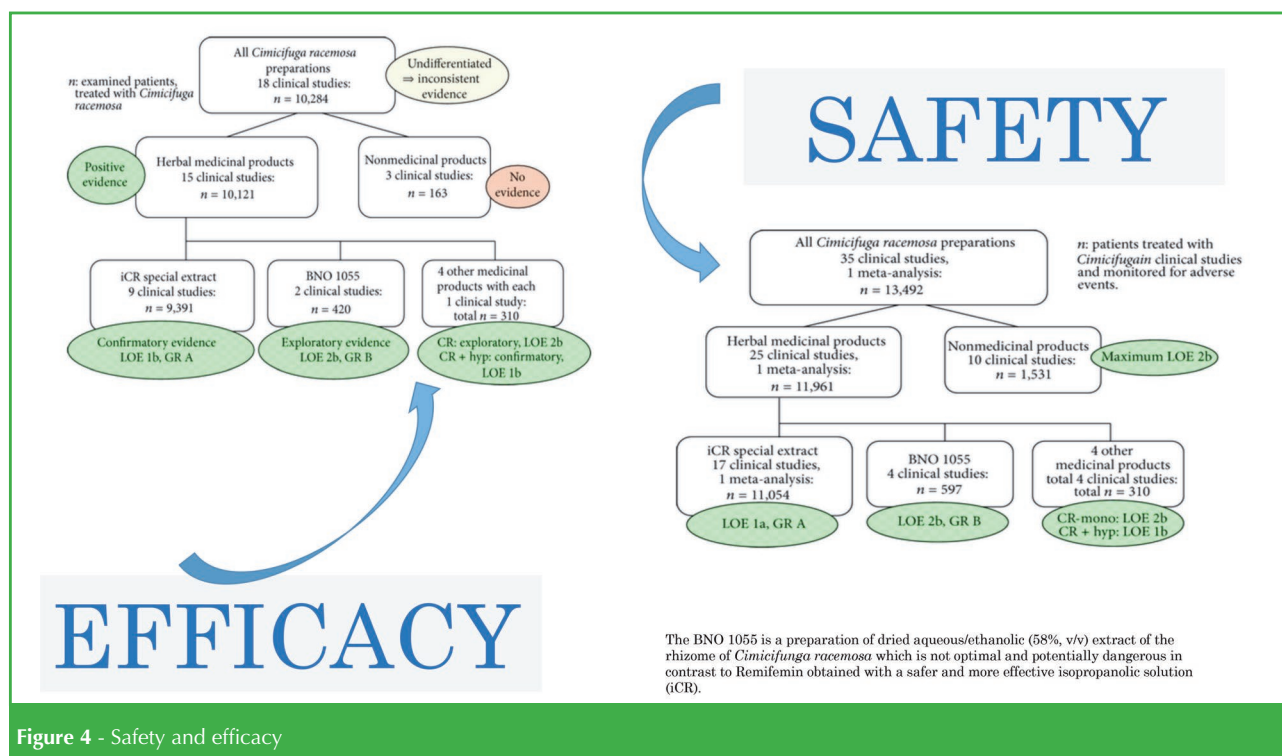 All Cimicifuga racemosa
preparations
18 clinical studies:
n = 10,284
Undifferentiated
⇒ inconsistent
evidence
n: examined patients,
treated with Cimicifuga
racemosa
Positive
evidence
Herbal medicinal products
15 clinical studies:
n = 10,121
Nonmedicinal products
3 clinical studies:
n = 163
No
evidence
iCR special extract
9 clinical studies:
n = 9,391
Confirmatory evidence
LOE 1b, GR A
BNO 1055
2 clinical studies:
n = 420
Exploratory evidence
LOE 2b, GR B
4 other medicinal
products with each
1 clinical study:
total n = 310
CR: exploratory, LOE 2b
CR + hyp: confirmatory,
LOE 1b
EFFICACY
SAFETY
All Cimicifuga racemosa preparations
35 clinical studies,
1 meta-analysis:
n = 13,492
n: patients treated with
Cimicifugain clinical studies
and monitored for adverse
events.
Herbal medicinal products
25 clinical studies,
1 meta-analysis:
n = 11,961
Nonmedicinal products
10 clinical studies:
n = 1,531
Maximum LOE 2b
iCR special extract
17 clinical studies,
1 meta-analysis:
n = 11,054
LOE 1a, GR A
BNO 1055
4 clinical studies:
n = 597
LOE 2b, GR B
4 other
medicinal products
total 4 clinical studies:
total n = 310
CR-mono: LOE 2b
CR + hyp: LOE 1b
The BNO 1055 is a preparation of dried aqueous/ethanolic (58%, v/v) extract of the
rhizome of Cimicifunga racemosa which is not optimal and potentially dangerous in
contrast to Remifemin obtained with a safer and more effective isopropanolic solution
(iCR).
Figure 4 - Safety and efficacy